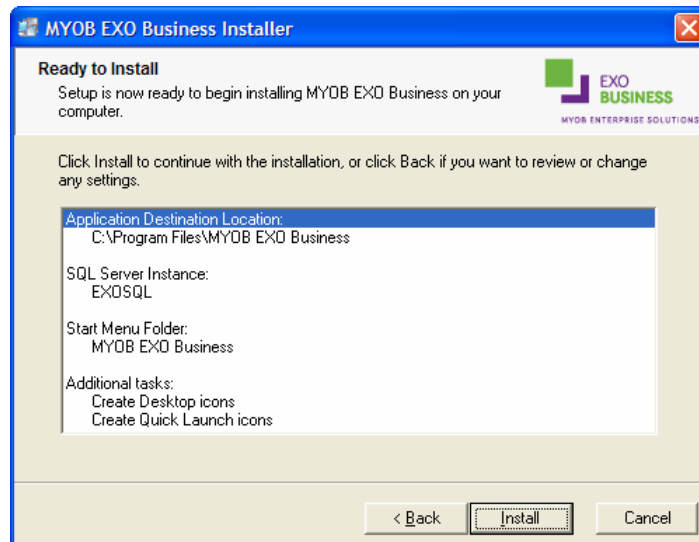 MYOB EXO Business Installer
Ready to Install
Setup is now ready to begin installing MYOB EXO Business on your
computer.
EXO
BUSINESS
MYOB ENTERPRISE SOLUTIONS
Click Install to continue with the installation, or click Back if you want to review or change
any settings.
Application Destination Location:
C:\Program Files\MYOB EXO Business
SQL Server Instance:
EXOSQL
Start Menu Folder:
MYOB EXO Business
Additional tasks:
Create Desktop icons
Create Quick Launch icons
< Back
Install
Cancel